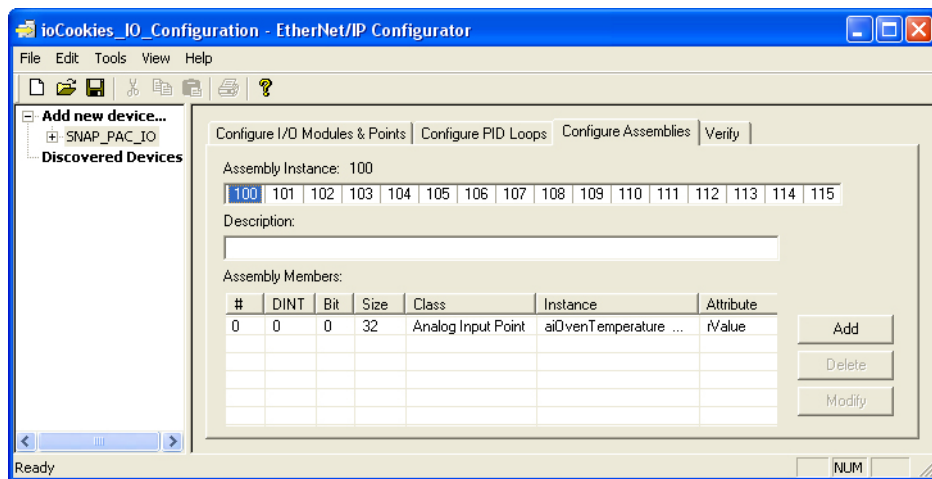 ioCookies_IO_Configuration - EtherNet/IP Configurator
File Edit Tools View Help
Add new device...
SNAP_PAC_IO
Discovered Devices
Configure I/O Modules & Points Configure PID Loops Configure Assemblies Verify
Assembly Instance: 100
100 101 102 103 104 105 106 107 108 109 110 111 112 113 114 115
Description:
Assembly Members:
# DINT Bit Size Class Instance Attribute
0 0 0 32 Analog Input Point aiOvenTemperature ... rValue
Add
Delete
Modify
Ready NUM